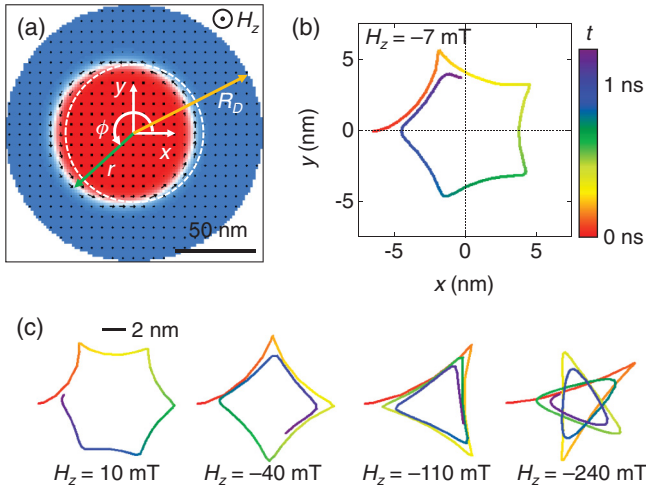 (a)
⊙ H_z
y
R_D
ϕ
x
r
50 nm
(b)
H_z = −7 mT
t
5
0
-5
y (nm)
-5 0 5
x (nm)
1 ns
0 ns
(c)
2 nm
H_z = 10 mT
H_z = −40 mT
H_z = −110 mT
H_z = −240 mT